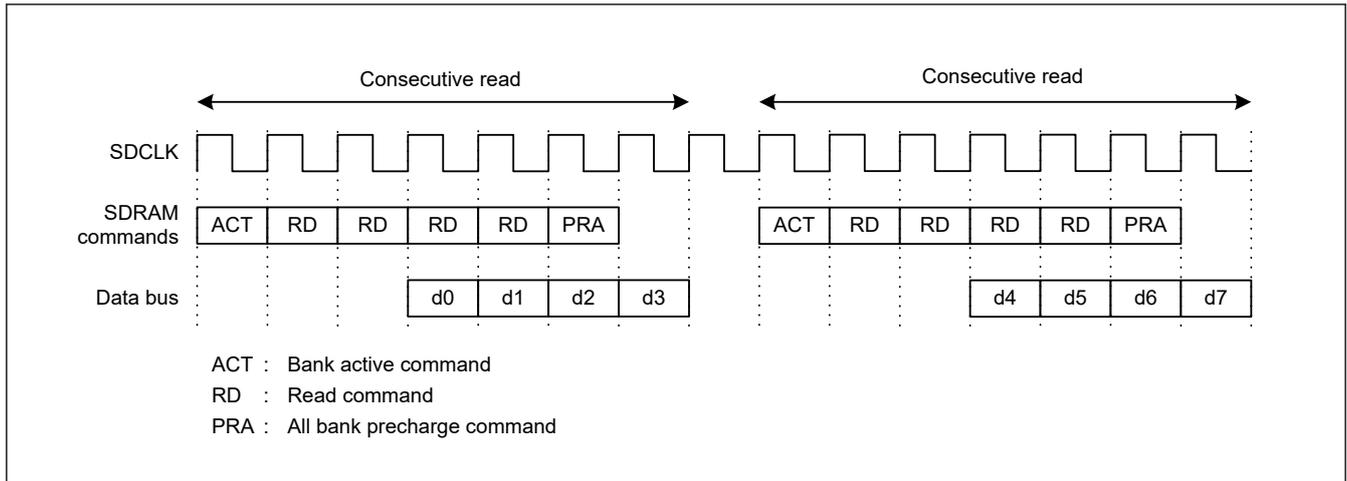 Consecutive read Consecutive read
SDCLK
SDRAM
commands ACT RD RD RD RD PRA ACT RD RD RD RD PRA
Data bus d0 d1 d2 d3 d4 d5 d6 d7
ACT : Bank active command
RD : Read command
PRA : All bank precharge command